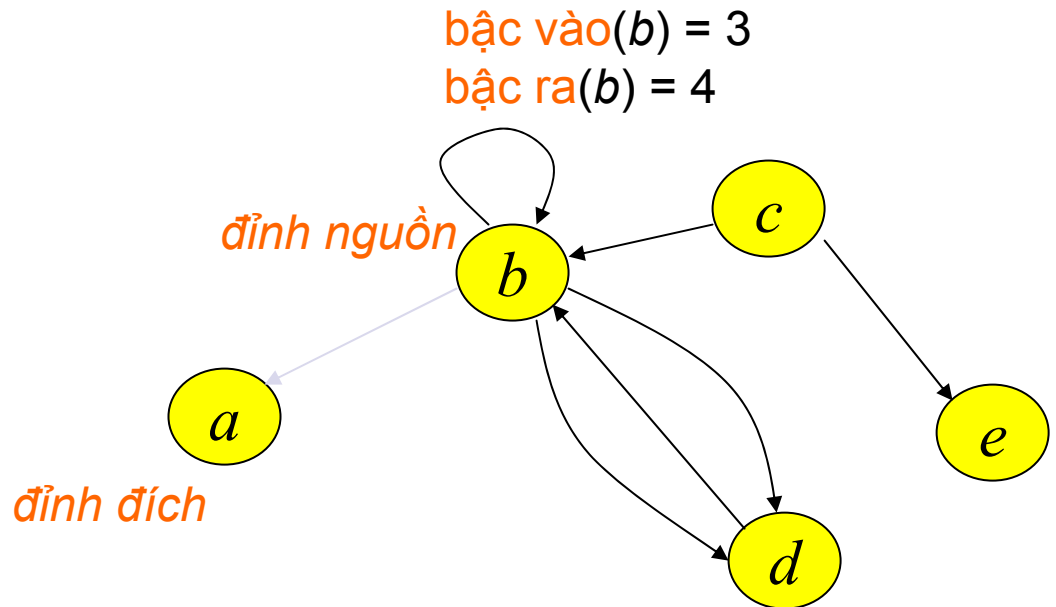 bậc vào(b) = 3
bậc ra(b) = 4
c
đỉnh nguồn
b
a
e
đỉnh đích
d